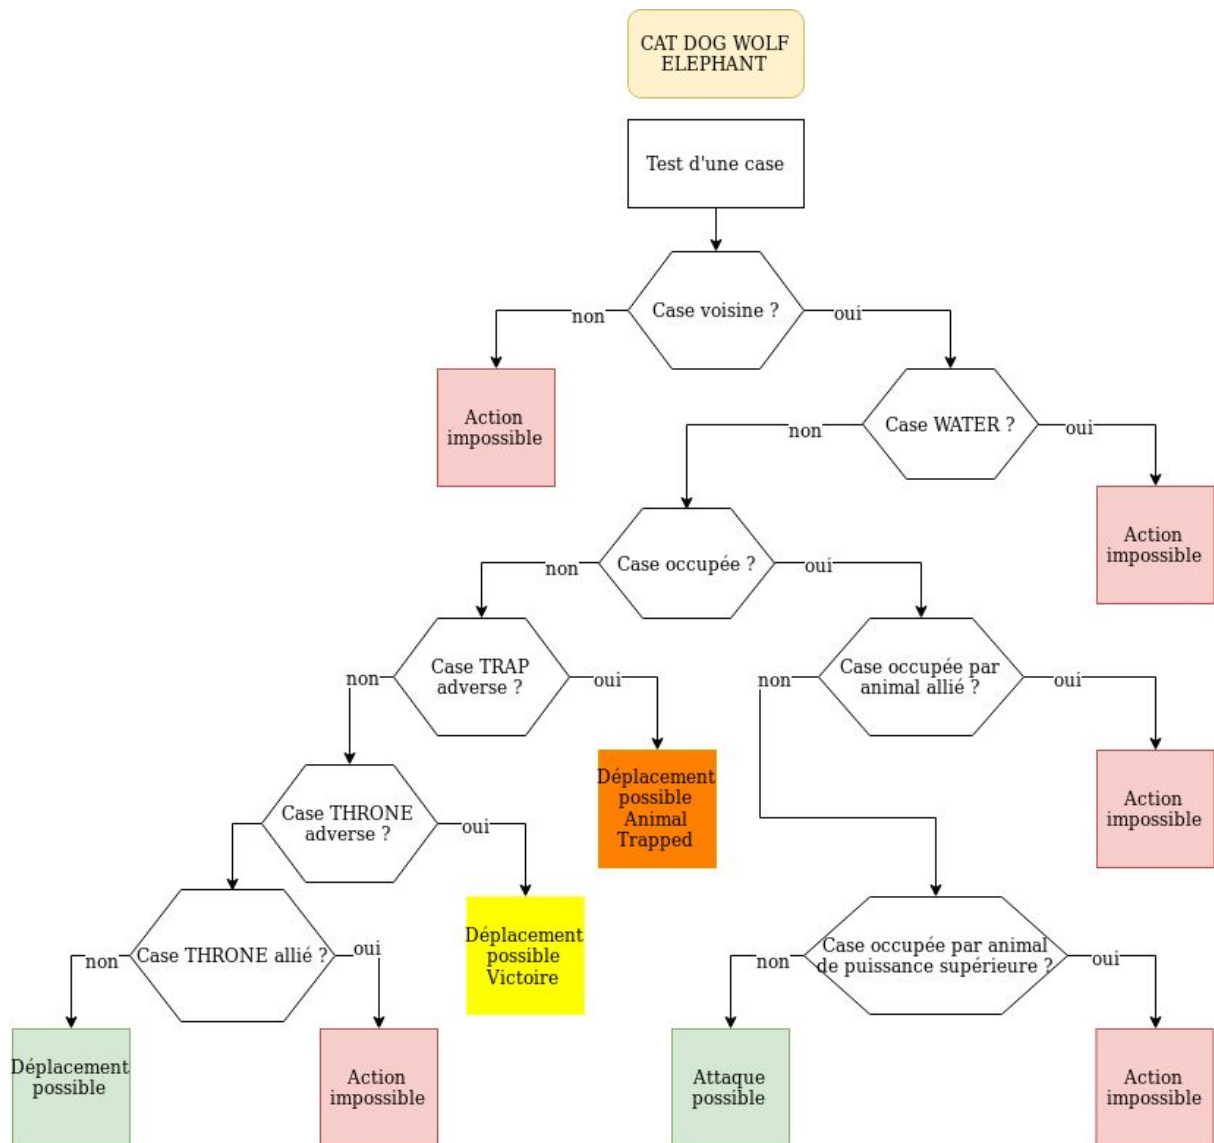 CAT DOG WOLF
ELEPHANT
Test d'une case
Case voisine ?
non
oui
Action
impossible
Case WATER ?
non
oui
Action
impossible
Case occupée ?
non
oui
Case TRAP
adverse ?
non
oui
Case occupée par
animal allié ?
non
oui
Déplacement
possible
Animal
Trapped
Action
impossible
Case THRONE
adverse ?
oui
Déplacement
possible
Victoire
Case THRONE allié ?
non
oui
Case occupée par animal
de puissance supérieure ?
non
oui
Déplacement
possible
Action
impossible
Attaque
possible
Action
impossible